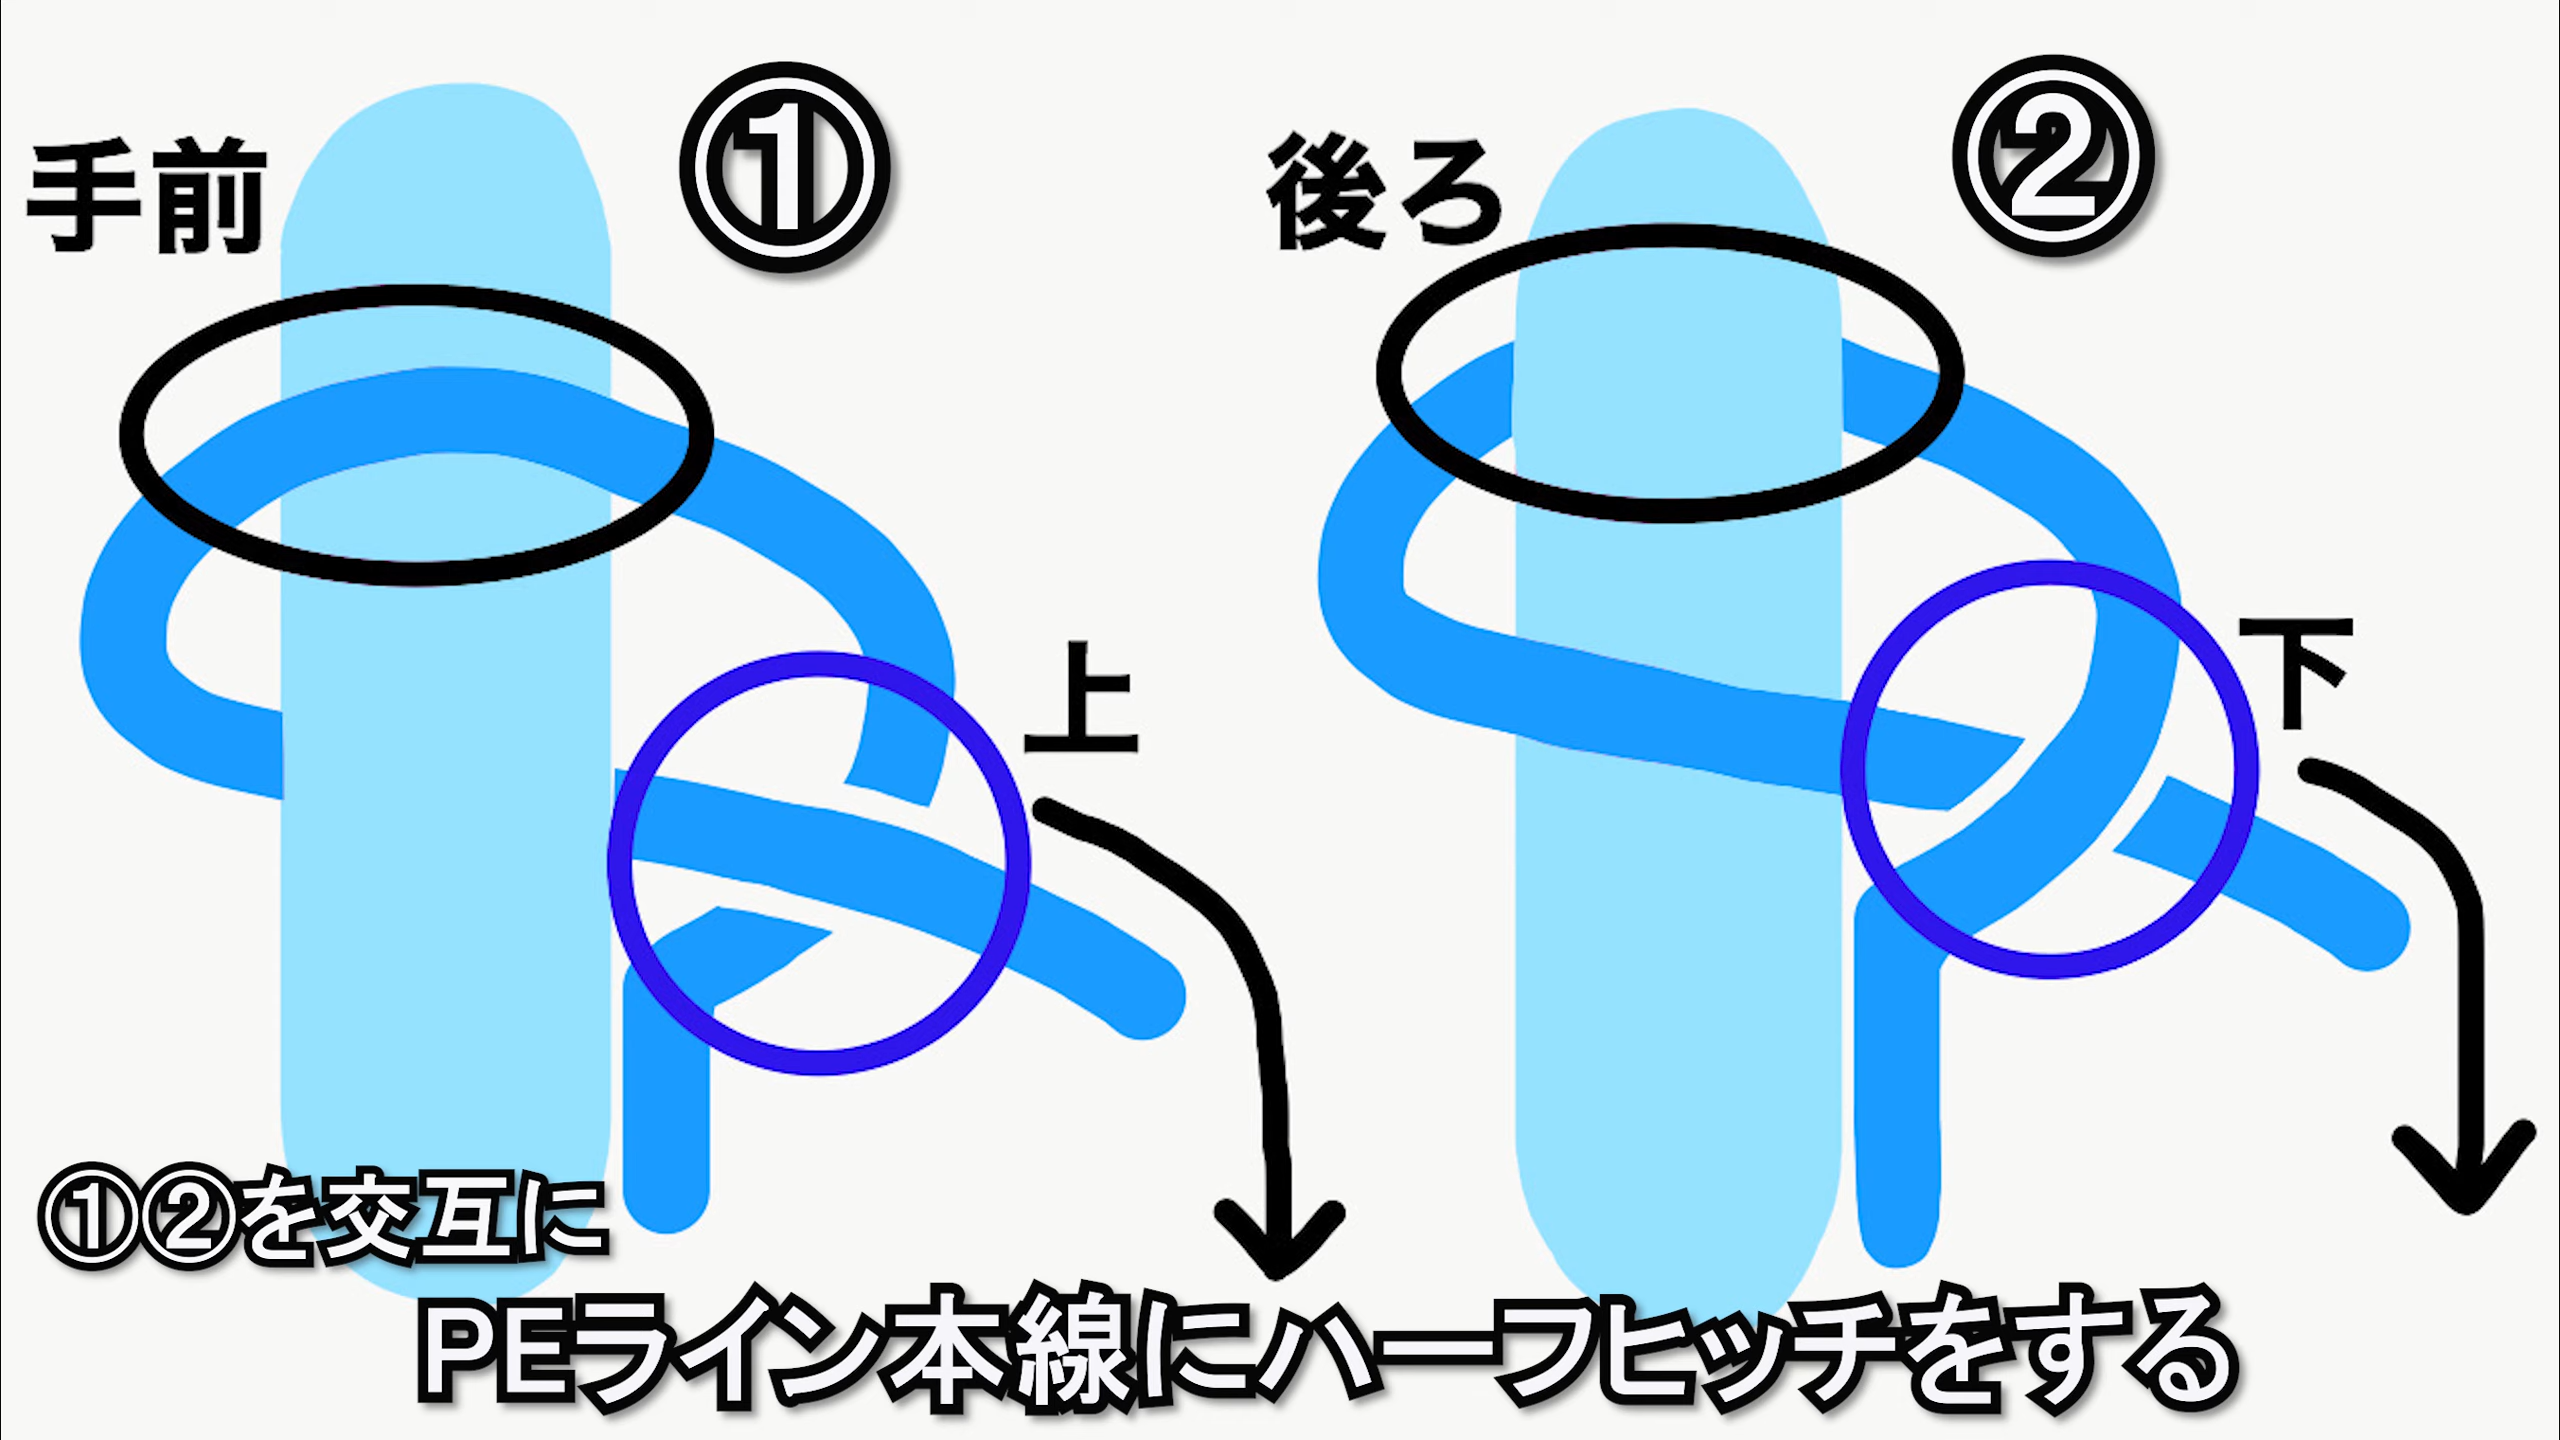 手前
①
後ろ
②
上
下
①②を交互に
PEライン本線にハーフヒッチをする